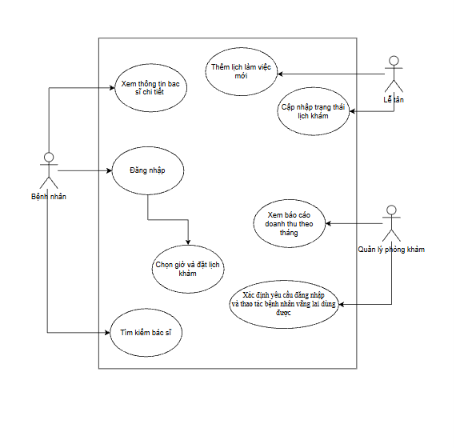 Thêm lịch làm việc
mới
Xem thông tin bác
sĩ chi tiết
Cập nhập trạng thái
lịch khám
Lễ tân
Đăng nhập
Bệnh nhân
Xem báo cáo
doanh thu theo
tháng
Quản lý phòng khám
Chọn giờ và đặt lịch
khám
Xác định yêu cầu đăng nhập
và thao tác bệnh nhân vãng lai dùng
được
Tìm kiếm bác sĩ